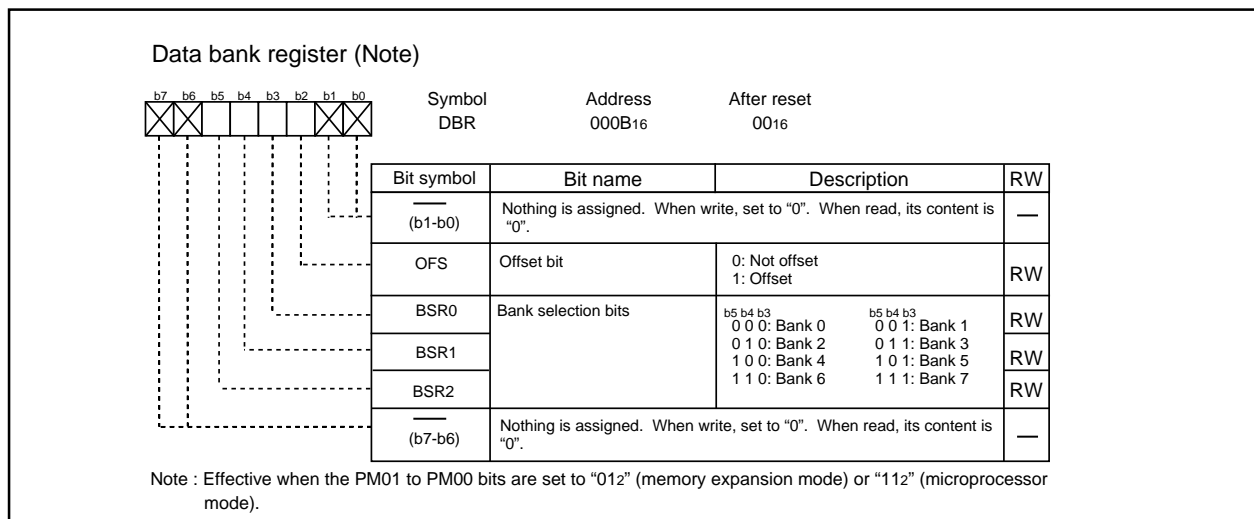 Data bank register (Note)
b7 b6 b5 b4 b3 b2 b1 b0
Symbol Address After reset
DBR 000B16 0016
Bit symbol Bit name Description RW
(b1-b0) Nothing is assigned. When write, set to “0”. When read, its content is “0”. —
OFS Offset bit 0: Not offset RW
1: Offset
BSR0 Bank selection bits b5 b4 b3 b5 b4 b3 RW
0 0 0: Bank 0 0 0 1: Bank 1
BSR1 0 1 0: Bank 2 0 1 1: Bank 3 RW
1 0 0: Bank 4 1 0 1: Bank 5
BSR2 1 1 0: Bank 6 1 1 1: Bank 7 RW
(b7-b6) Nothing is assigned. When write, set to “0”. When read, its content is “0”. —
Note : Effective when the PM01 to PM00 bits are set to “012” (memory expansion mode) or “112” (microprocessor
mode).